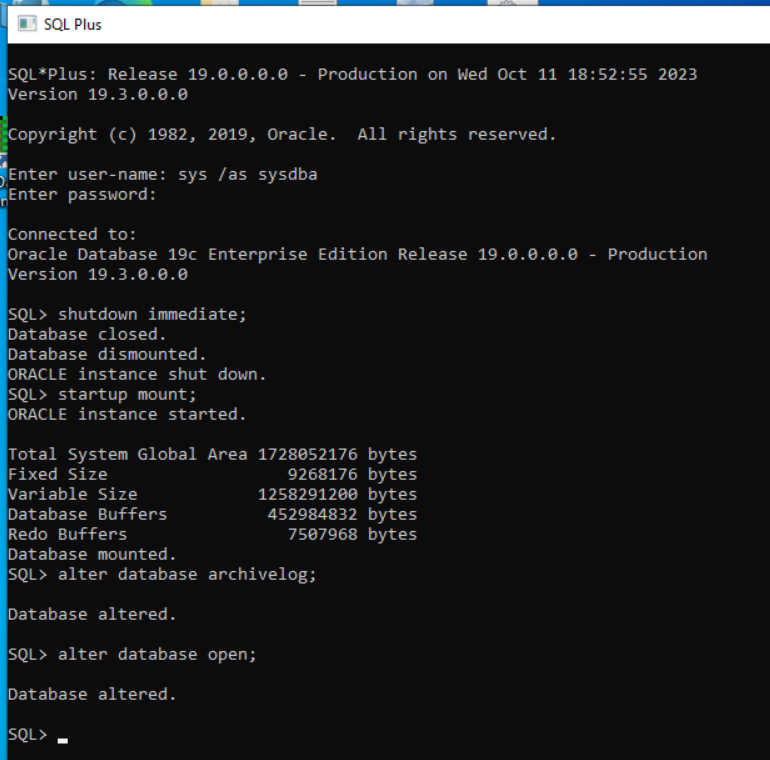 SQL Plus
SQL*Plus: Release 19.0.0.0.0 - Production on Wed Oct 11 18:52:55 2023
Version 19.3.0.0.0
Copyright (c) 1982, 2019, Oracle.  All rights reserved.
Enter user-name: sys /as sysdba
Enter password:
Connected to:
Oracle Database 19c Enterprise Edition Release 19.0.0.0.0 - Production
Version 19.3.0.0.0
SQL> shutdown immediate;
Database closed.
Database dismounted.
ORACLE instance shut down.
SQL> startup mount;
ORACLE instance started.
Total System Global Area 1728052176 bytes
Fixed Size                  9268176 bytes
Variable Size            1258291200 bytes
Database Buffers          452984832 bytes
Redo Buffers                7507968 bytes
Database mounted.
SQL> alter database archivelog;
Database altered.
SQL> alter database open;
Database altered.
SQL>